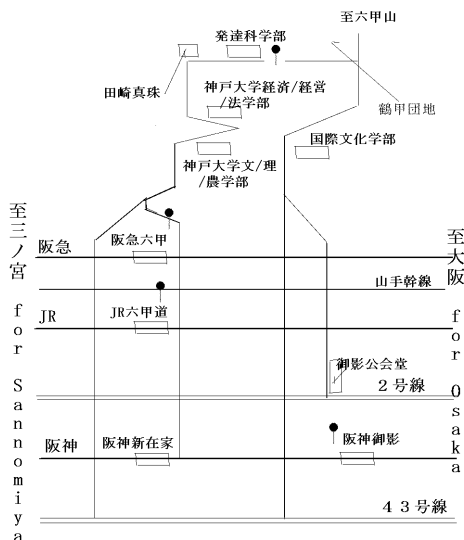 至六甲山
発達科学部
田崎真珠
神戸大学経済/経営
/法学部
鶴甲団地
国際文化学部
神戸大学文/理
/農学部
至三ノ宮 for Sannomiya
至大阪 for Osaka
阪急
阪急六甲
山手幹線
JR
JR六甲道
御影公会堂
2号線
阪神
阪神新在家
阪神御影
43号線